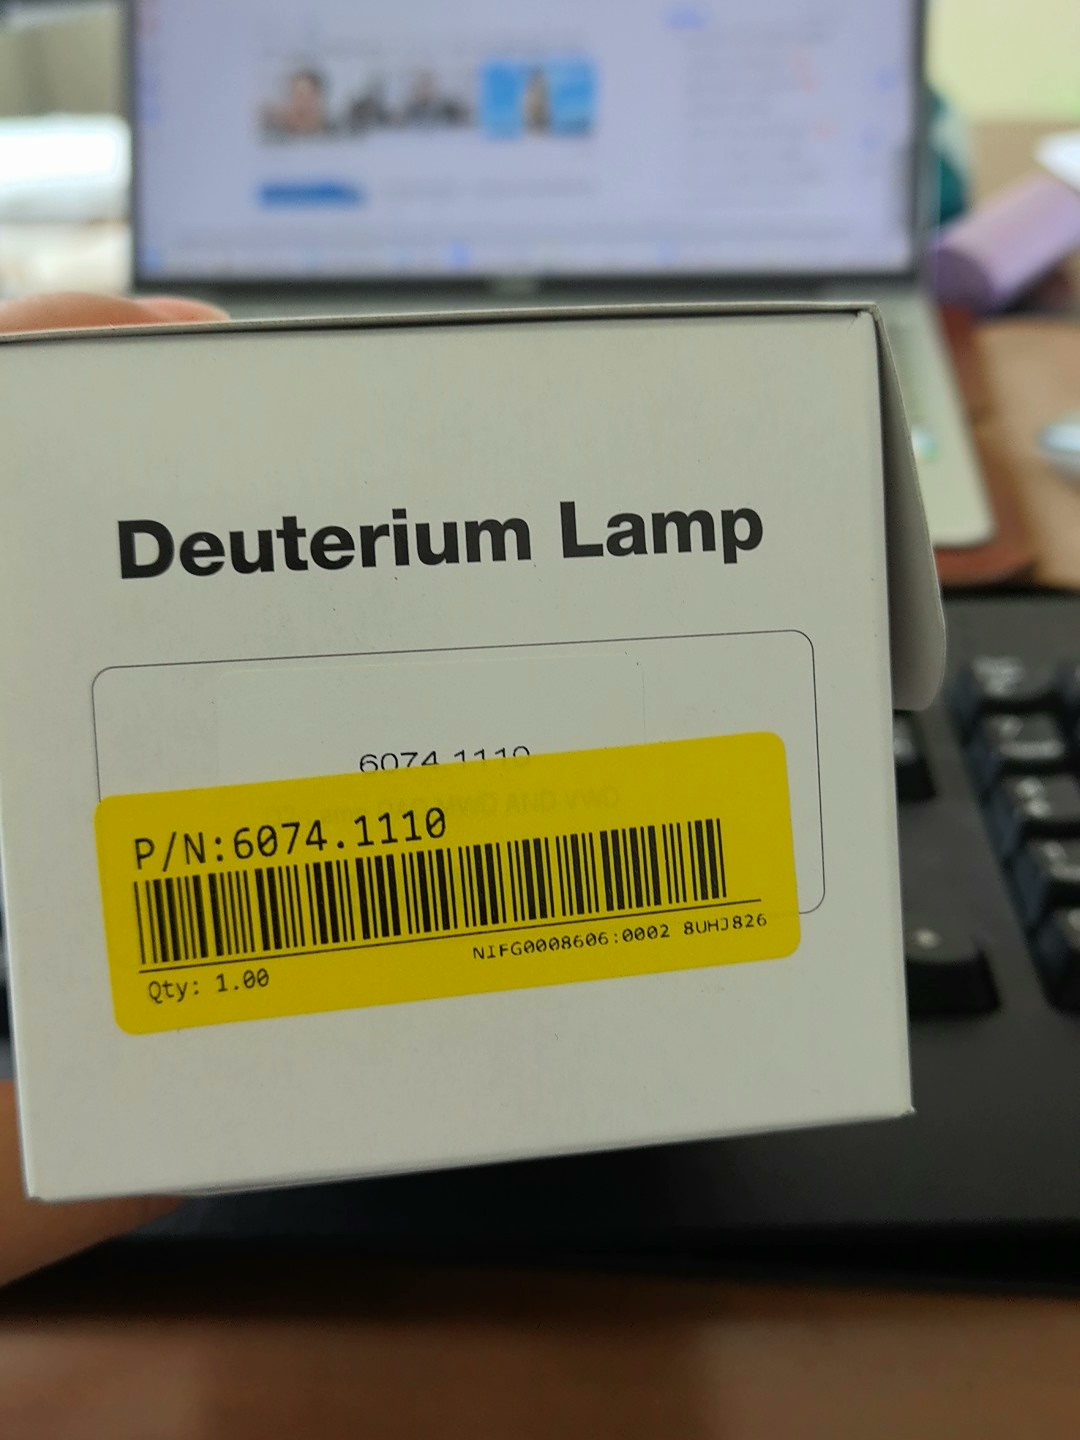 Deuterium Lamp
6074.1110
P/N:6074.1110
Qty: 1.00
NIFG0008606:0002 8UHJ826